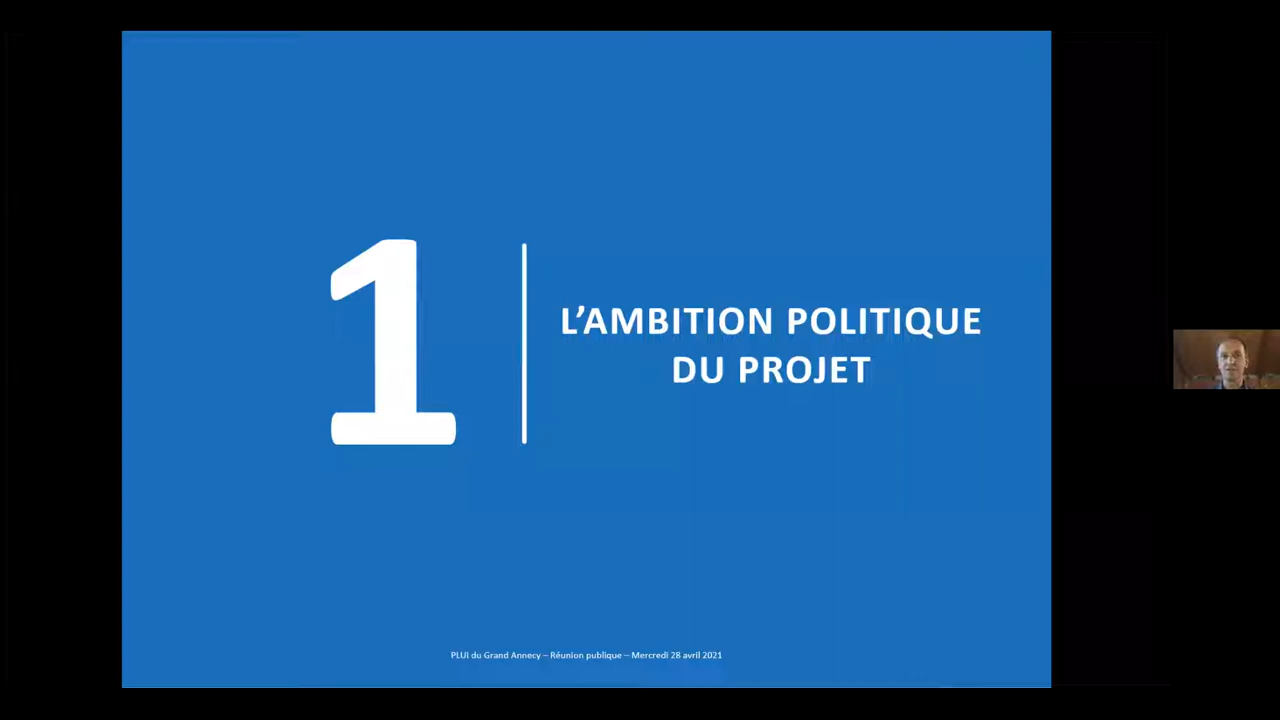 1
L’AMBITION POLITIQUE
DU PROJET
PLUi du Grand Annecy – Réunion publique – Mercredi 28 avril 2021